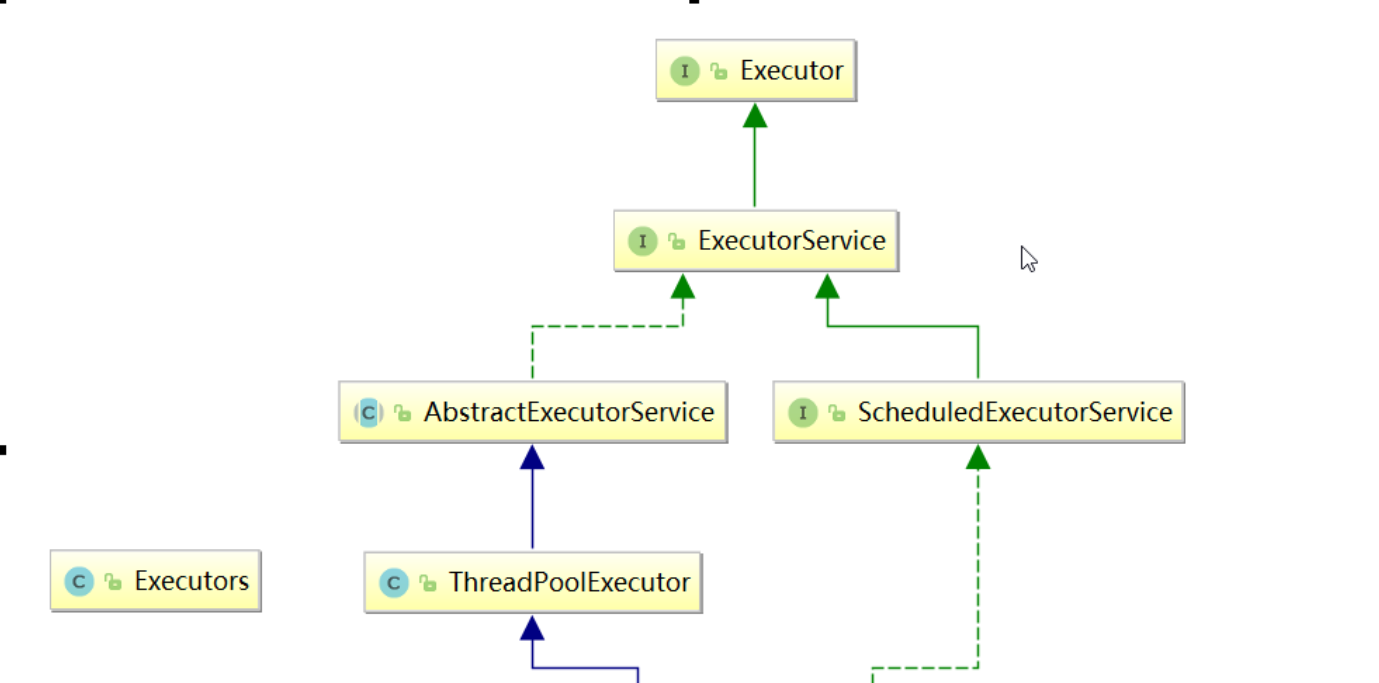 I Executor
I ExecutorService
C AbstractExecutorService
I ScheduledExecutorService
C Executors
C ThreadPoolExecutor